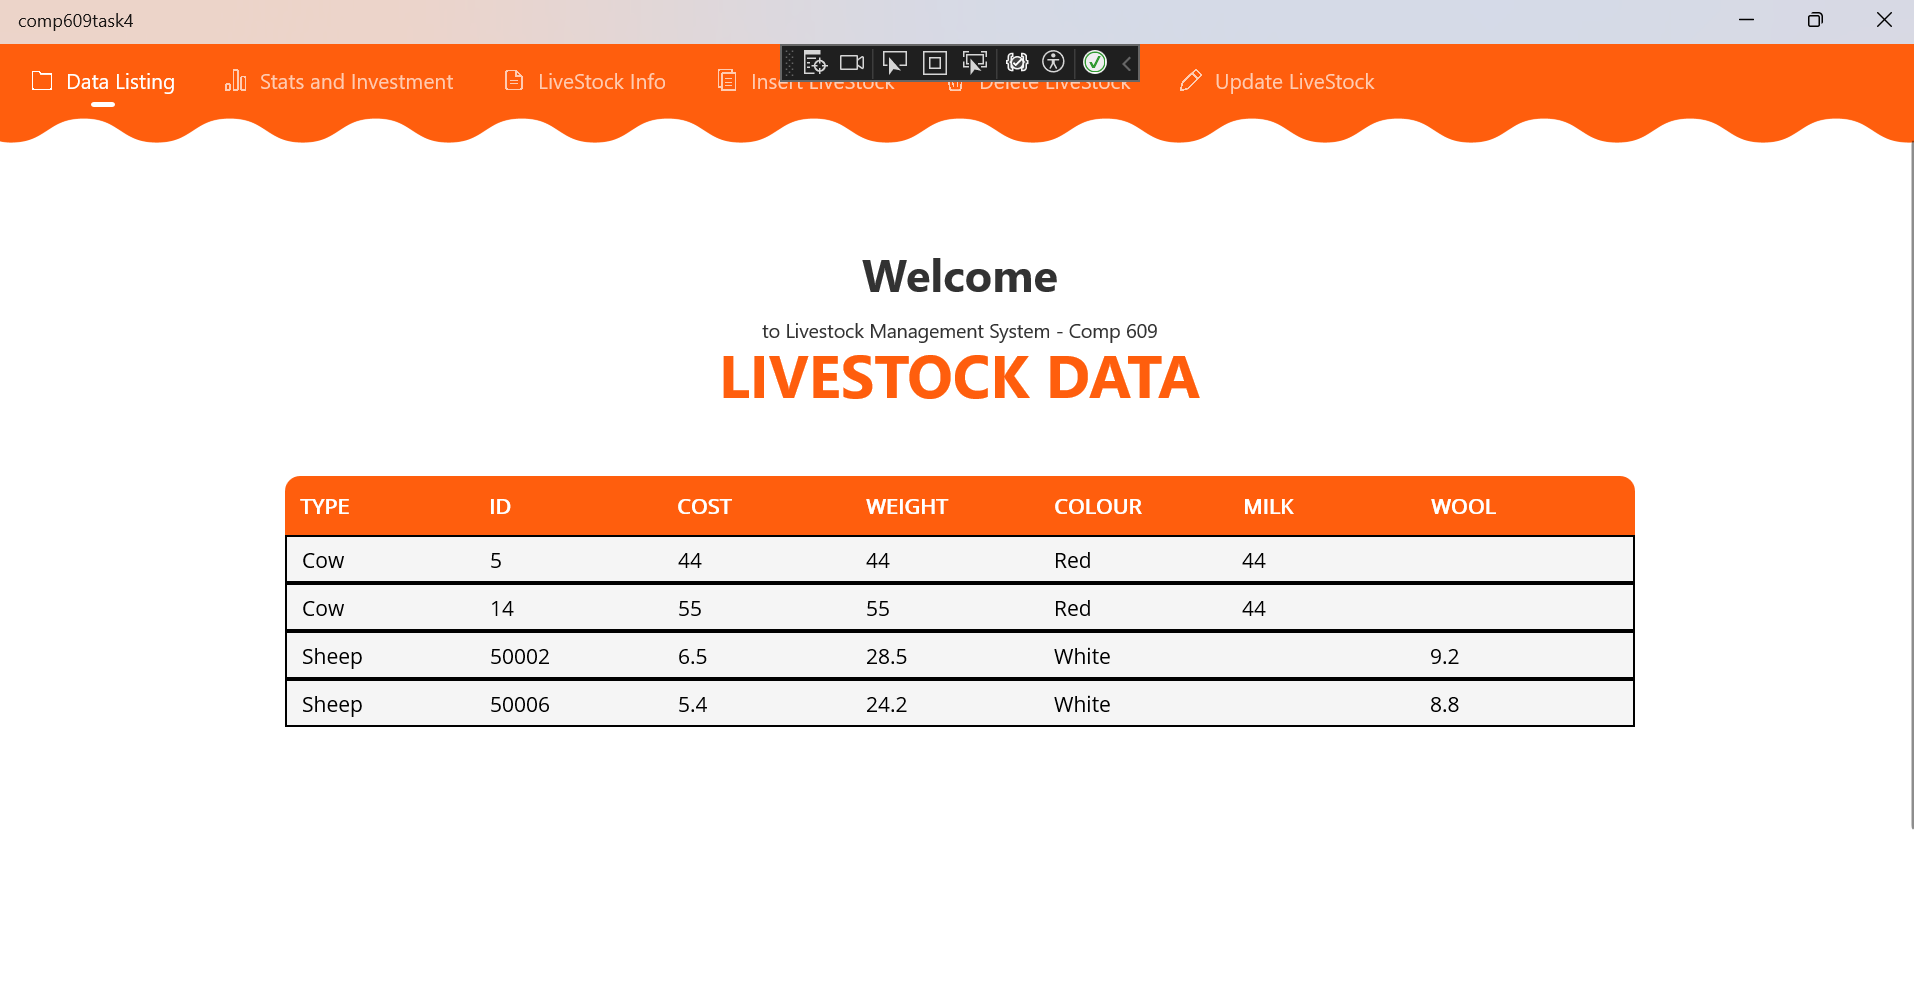 comp609task4
Data Listing Stats and Investment LiveStock Info Insert LiveStock Delete LiveStock Update LiveStock
Welcome
to Livestock Management System - Comp 609
LIVESTOCK DATA
TYPE ID COST WEIGHT COLOUR MILK WOOL
Cow 5 44 44 Red 44
Cow 14 55 55 Red 44
Sheep 50002 6.5 28.5 White 9.2
Sheep 50006 5.4 24.2 White 8.8